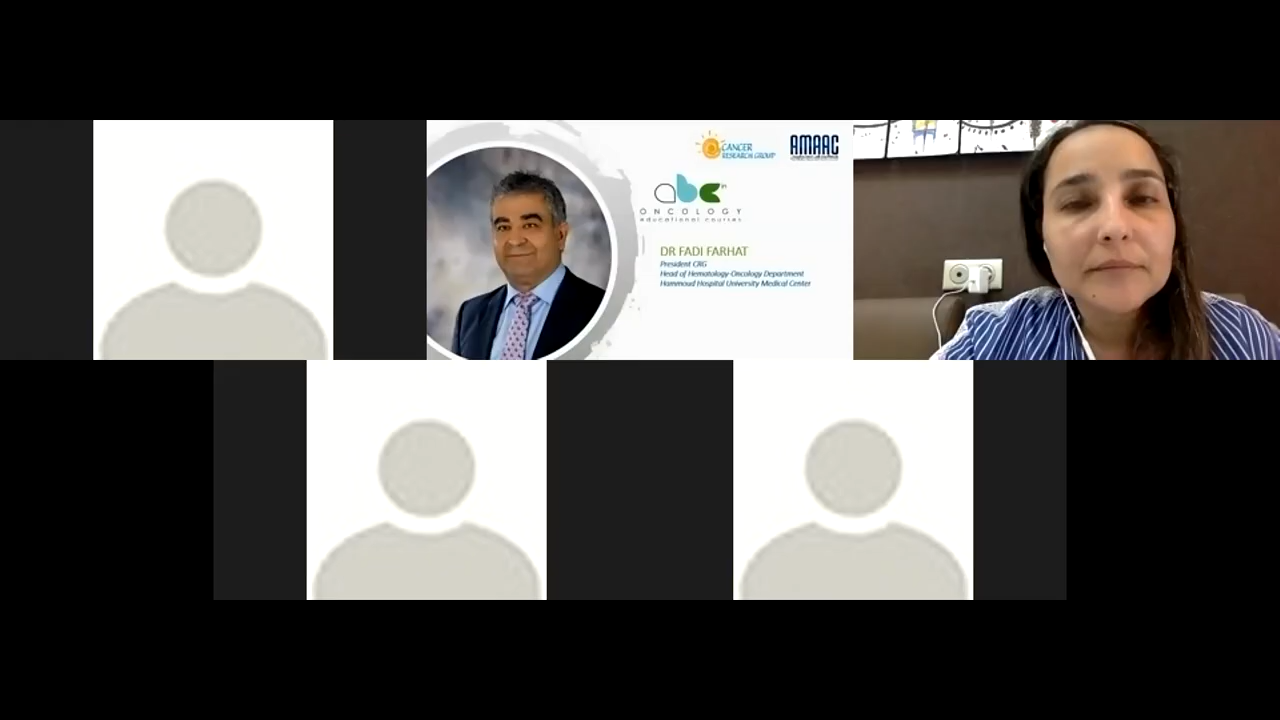 CANCER
RESEARCH GROUP
AMAAC
abc
ONCOLOGY
educational courses
DR FADI FARHAT
President CRG
Head of Hematology-Oncology Department
Hammoud Hospital University Medical Center